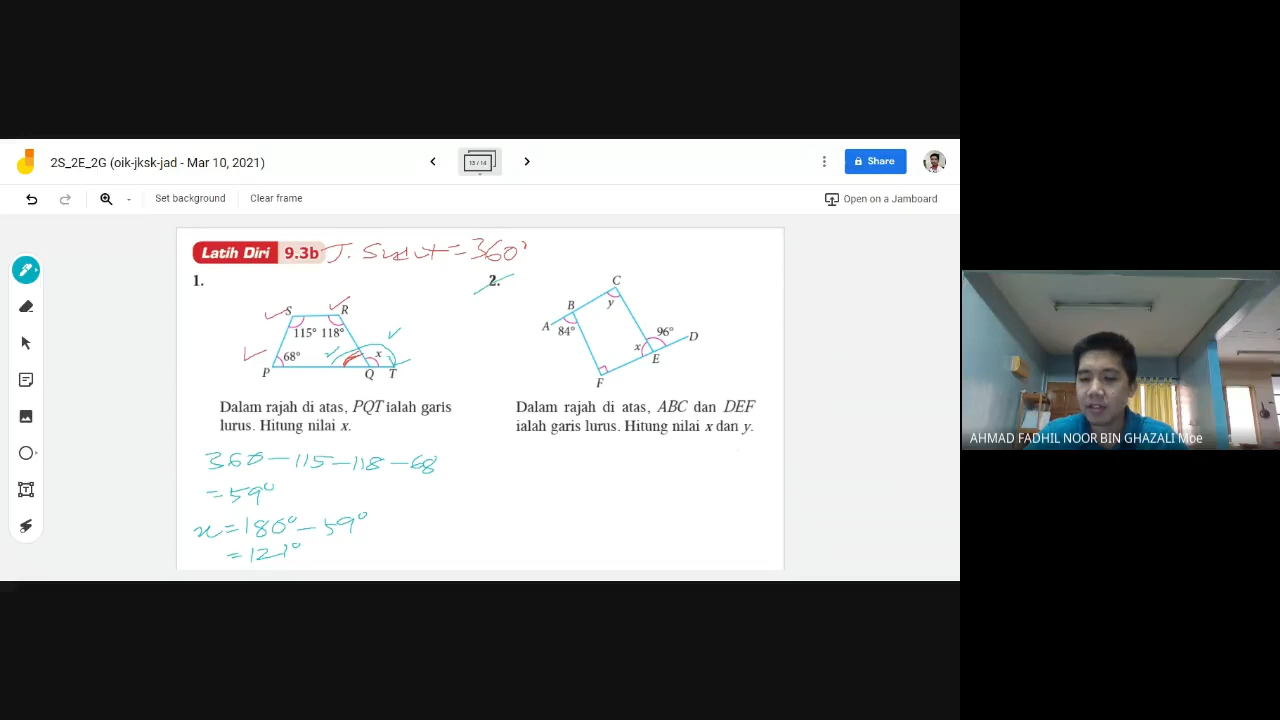 2S_2E_2G (oik-jksk-jad - Mar 10, 2021)
13 / 14
Share
Set background
Clear frame
Open on a Jamboard
Latih Diri 9.3b J. Sudut = 360°
1.
S
R
115° 118°
68°
x
P
Q
T
Dalam rajah di atas, PQT ialah garis
lurus. Hitung nilai x.
360 - 115 - 118 - 68
= 59°
x = 180° - 59°
= 121°
2.
C
B
y
A
84°
96°
D
x
E
F
Dalam rajah di atas, ABC dan DEF
ialah garis lurus. Hitung nilai x dan y.
AHMAD FADHIL NOOR BIN GHAZALI Moe